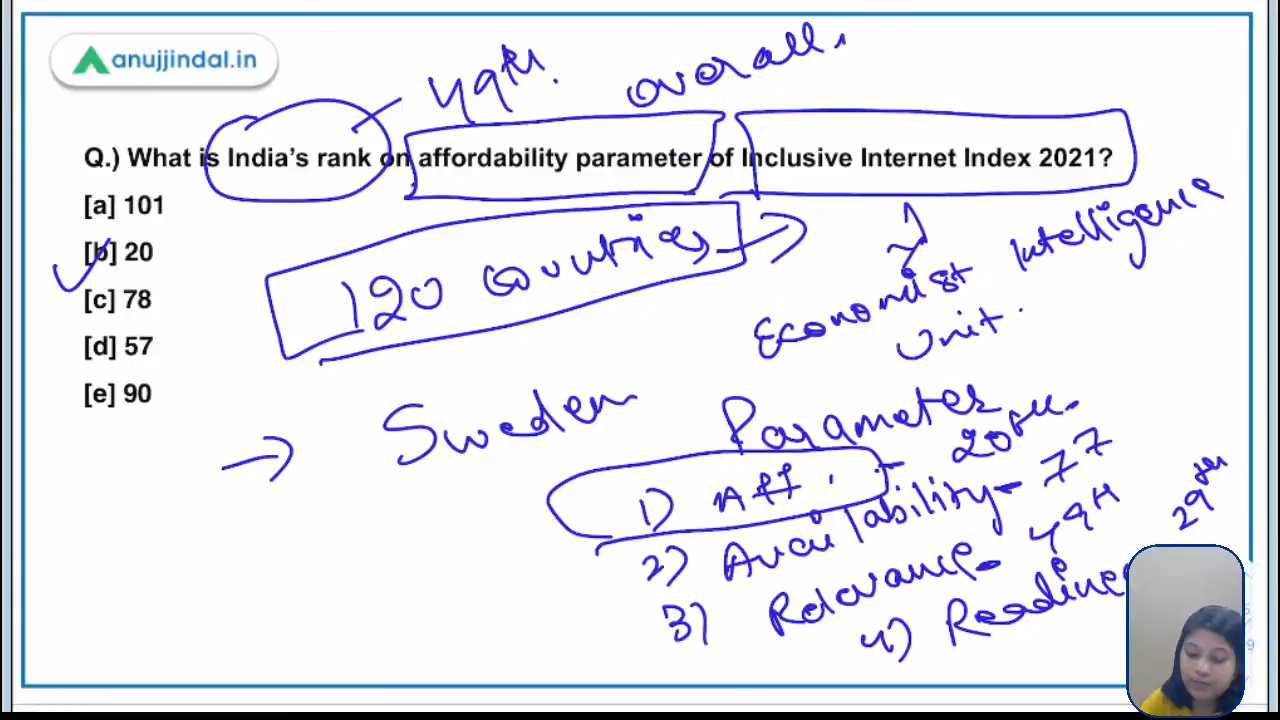 anujjindal.in
49th.
overall.
Q.) What is India's rank on affordability parameter of Inclusive Internet Index 2021?
[a] 101
[b] 20
[c] 78
[d] 57
[e] 90
120 countries
Economist Intelligence
Unit.
Sweden
Parameter
1) Aff. - 20th.
2) Availability - 77
3) Relevance - 49th
4) Readines 29th